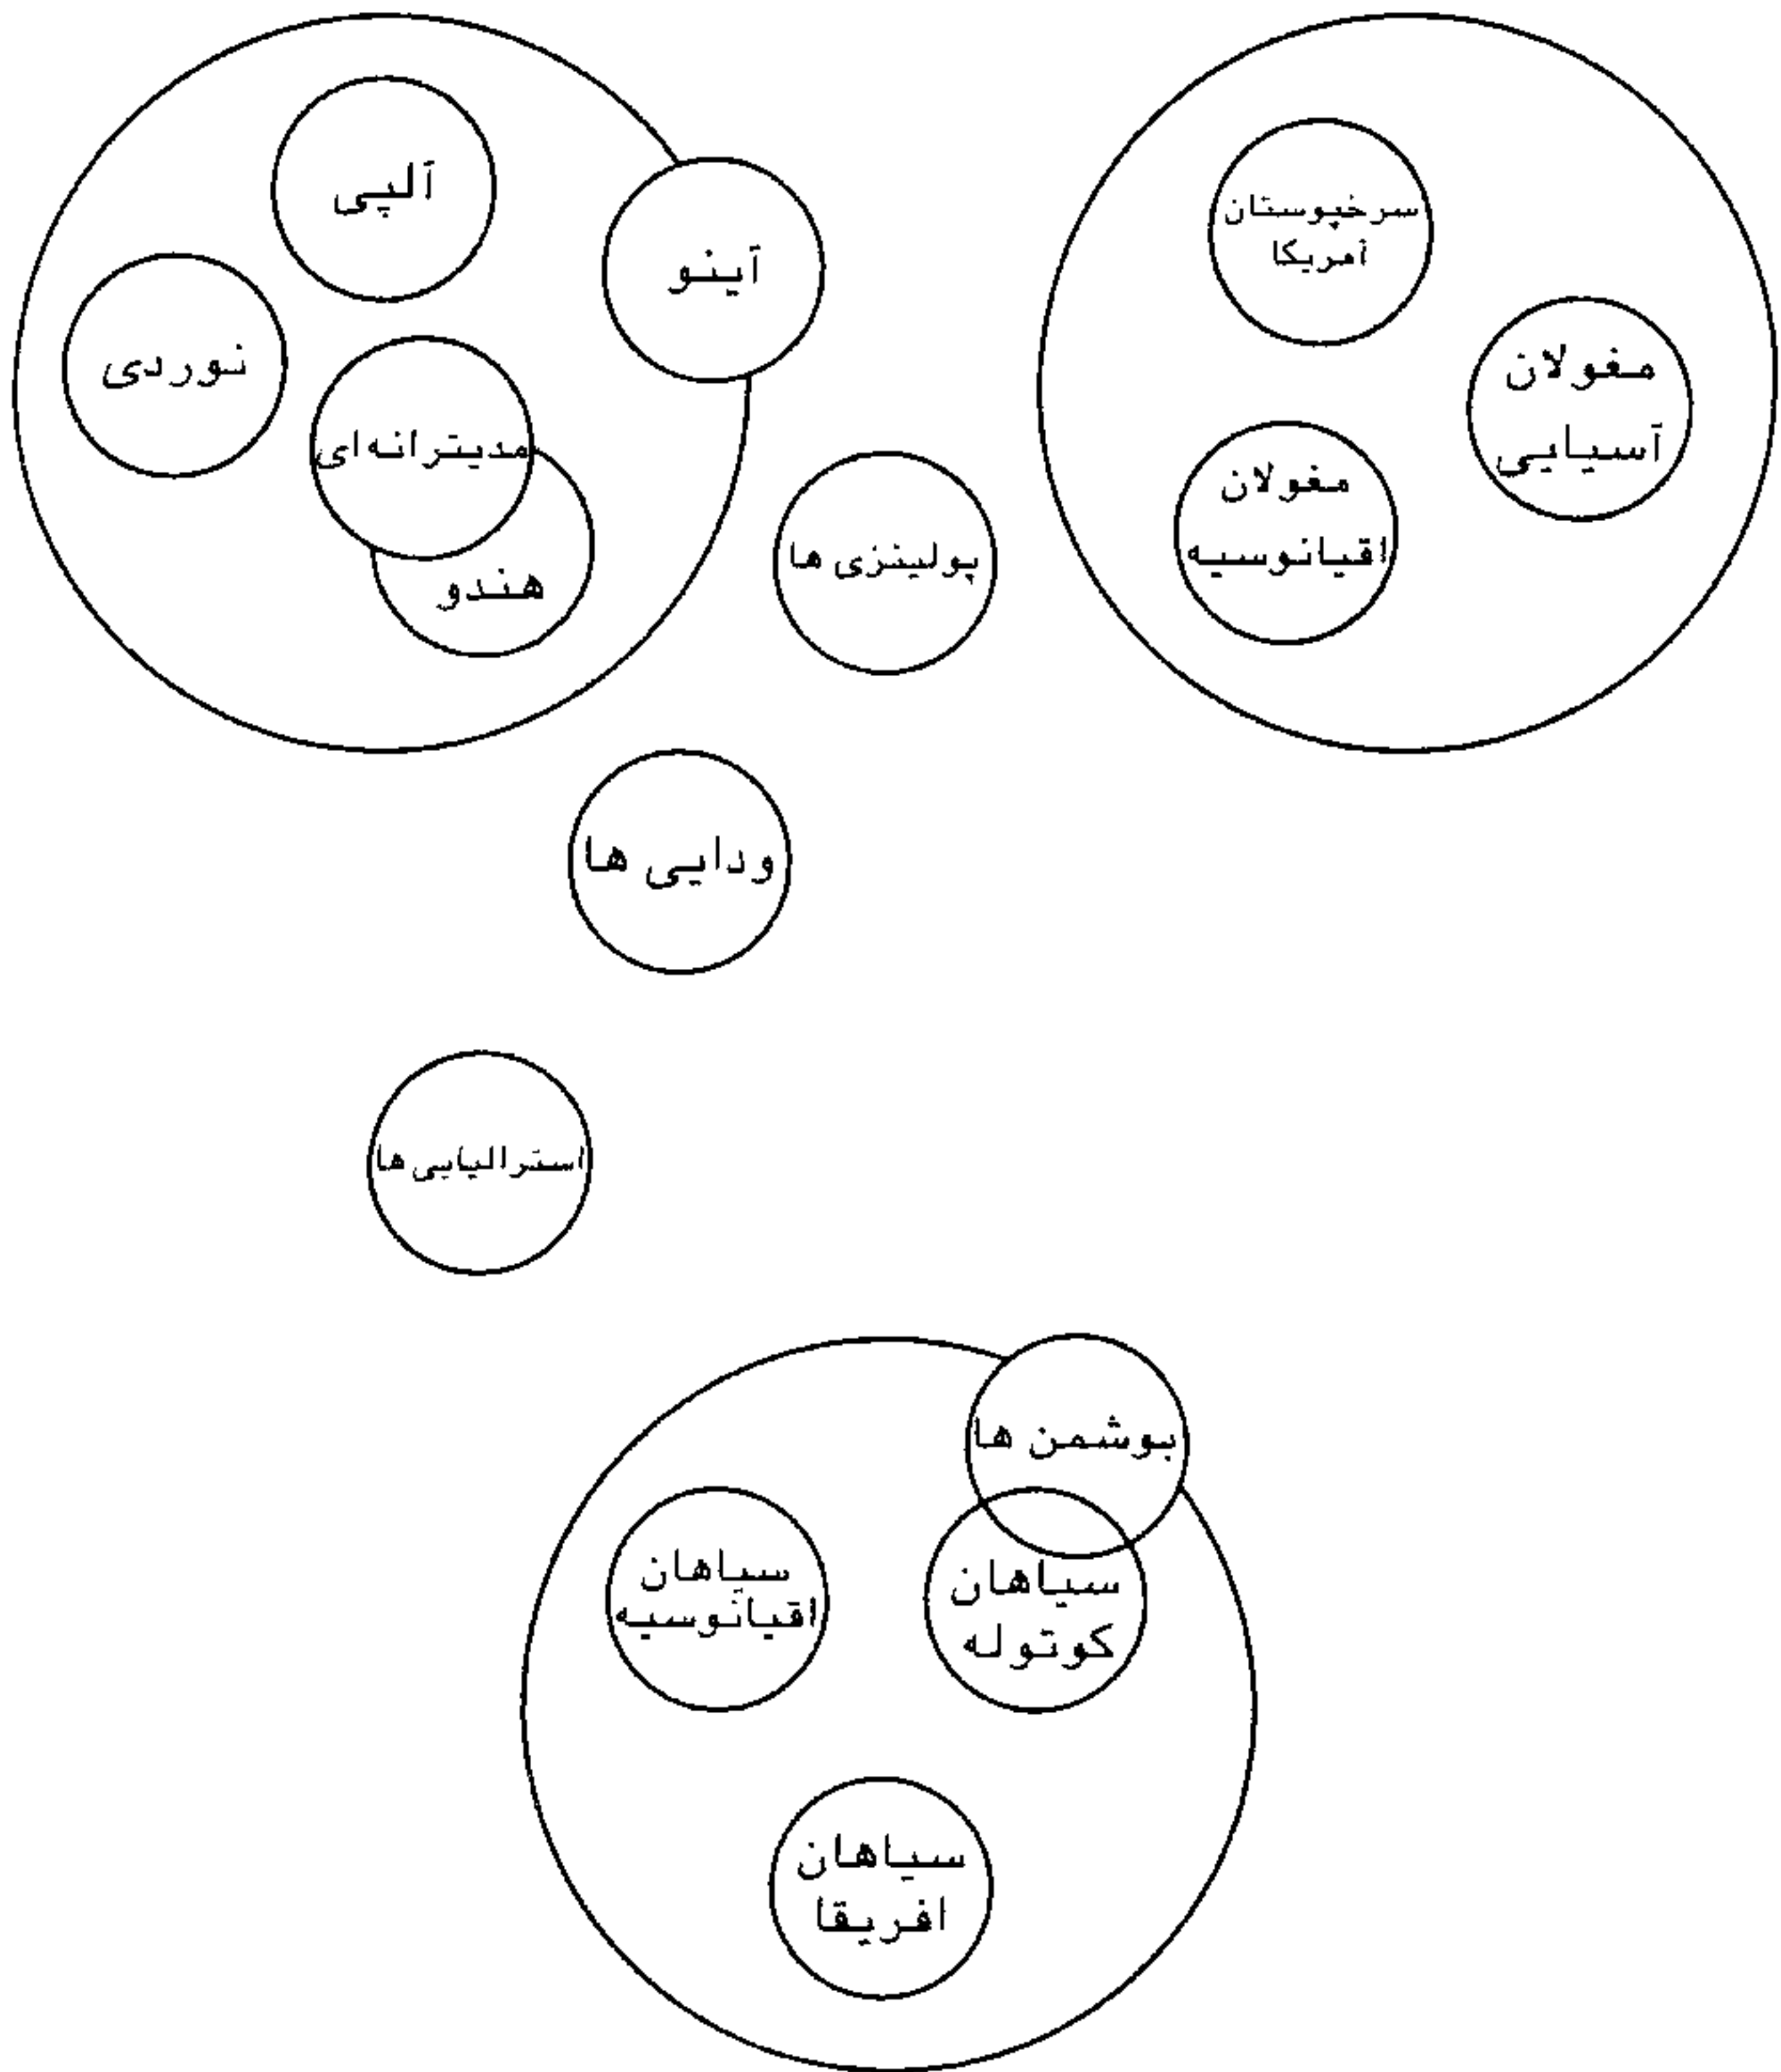 آلپی
آینو
نوردی
مدیترانه‌ای
هندو
سرخپوستان
آمریکا
مغولان
آسیایی
مغولان
اقیانوسیه
پولینزی ها
ودایی ها
استرالیایی‌ها
بوشمن ها
سیاهان
اقیانوسیه
سیاهان
کوتوله
سیاهان
افریقا